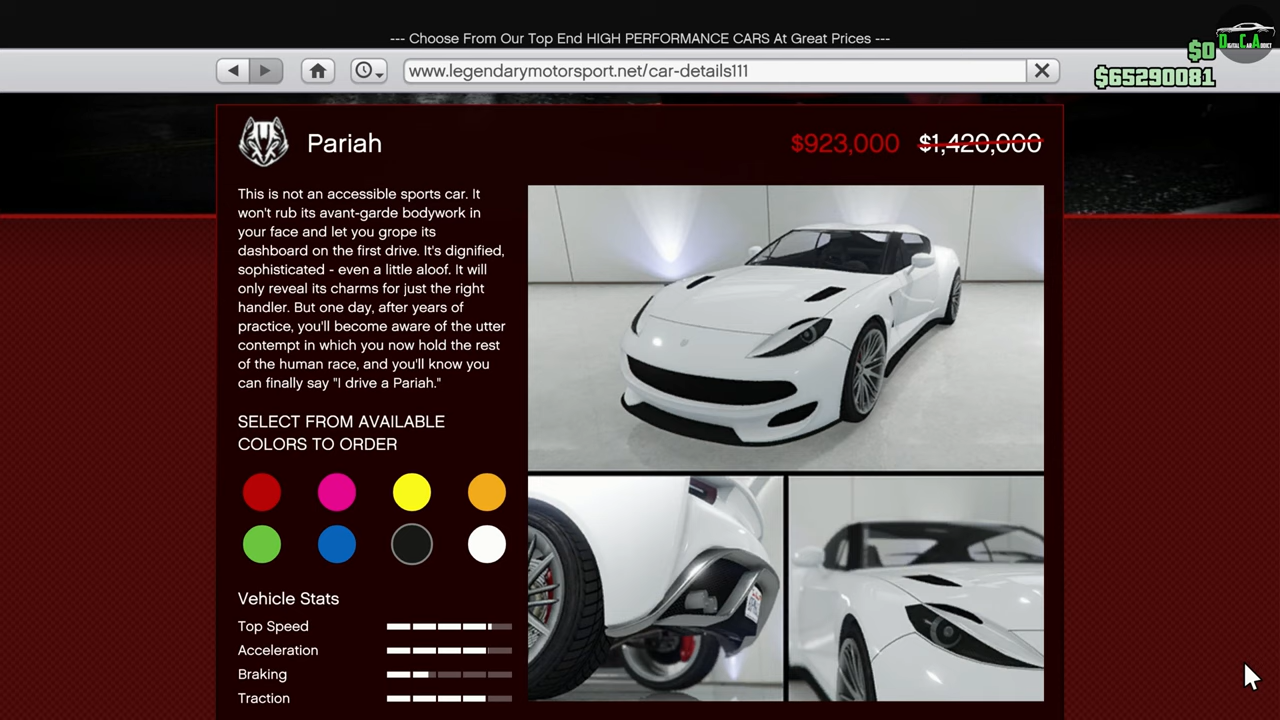 --- Choose From Our Top End HIGH PERFORMANCE CARS At Great Prices ---
DIGITAL CAR ADDICT
$0
www.legendarymotorsport.net/car-details111
$65290081
Pariah
$923,000 $1,420,000
This is not an accessible sports car. It
won't rub its avant-garde bodywork in
your face and let you grope its
dashboard on the first drive. It's dignified,
sophisticated - even a little aloof. It will
only reveal its charms for just the right
handler. But one day, after years of
practice, you'll become aware of the utter
contempt in which you now hold the rest
of the human race, and you'll know you
can finally say "I drive a Pariah."
SELECT FROM AVAILABLE
COLORS TO ORDER
Vehicle Stats
Top Speed
Acceleration
Braking
Traction